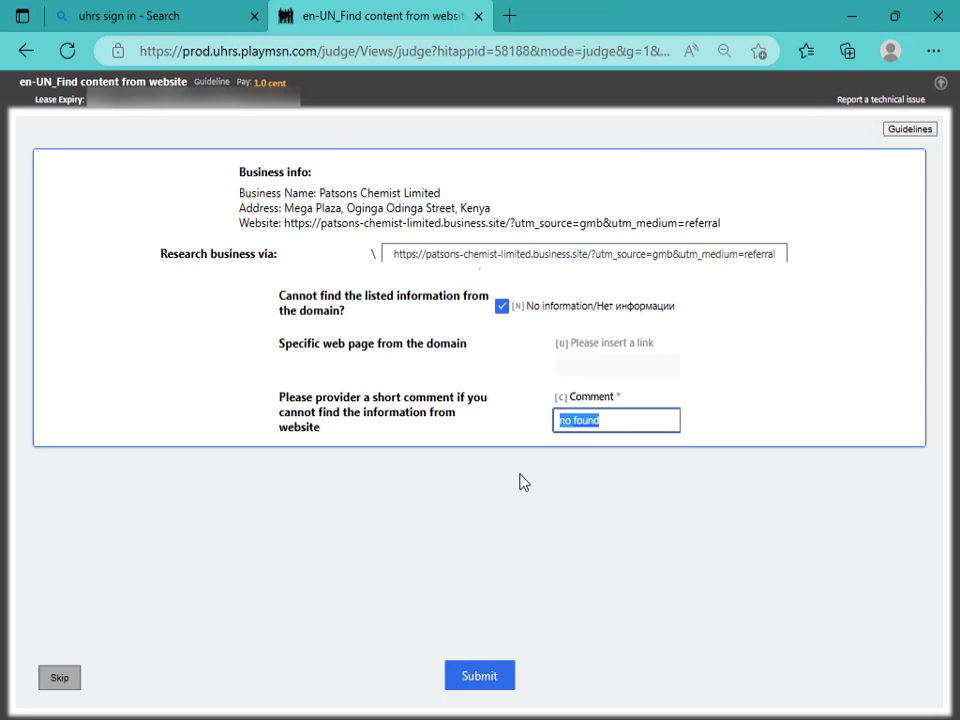 uhrs sign in - Search
en-UN_Find content from websit
https://prod.uhrs.playmsn.com/judge/Views/judge?hitappid=58188&mode=judge&g=1&...
en-UN_Find content from website Guideline Pay: 1.0 cent
Lease Expiry:
Report a technical issue
Guidelines
Business info:
Business Name: Patsons Chemist Limited
Address: Mega Plaza, Oginga Odinga Street, Kenya
Website: https://patsons-chemist-limited.business.site/?utm_source=gmb&utm_medium=referral
Research business via: \ https://patsons-chemist-limited.business.site/?utm_source=gmb&utm_medium=referral
Cannot find the listed information from
the domain?
[N] No information/Нет информации
Specific web page from the domain
[U] Please insert a link
Please provider a short comment if you
cannot find the information from
website
[C] Comment *
no found
Skip
Submit